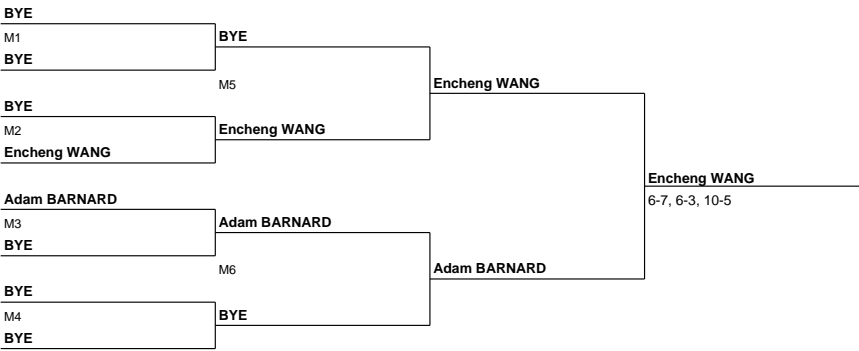 BYE
M1
BYE
BYE
M5
BYE
M2
Encheng WANG
Encheng WANG
Encheng WANG
Adam BARNARD
M3
BYE
Adam BARNARD
M6
BYE
M4
BYE
BYE
Adam BARNARD
Encheng WANG
6-7, 6-3, 10-5